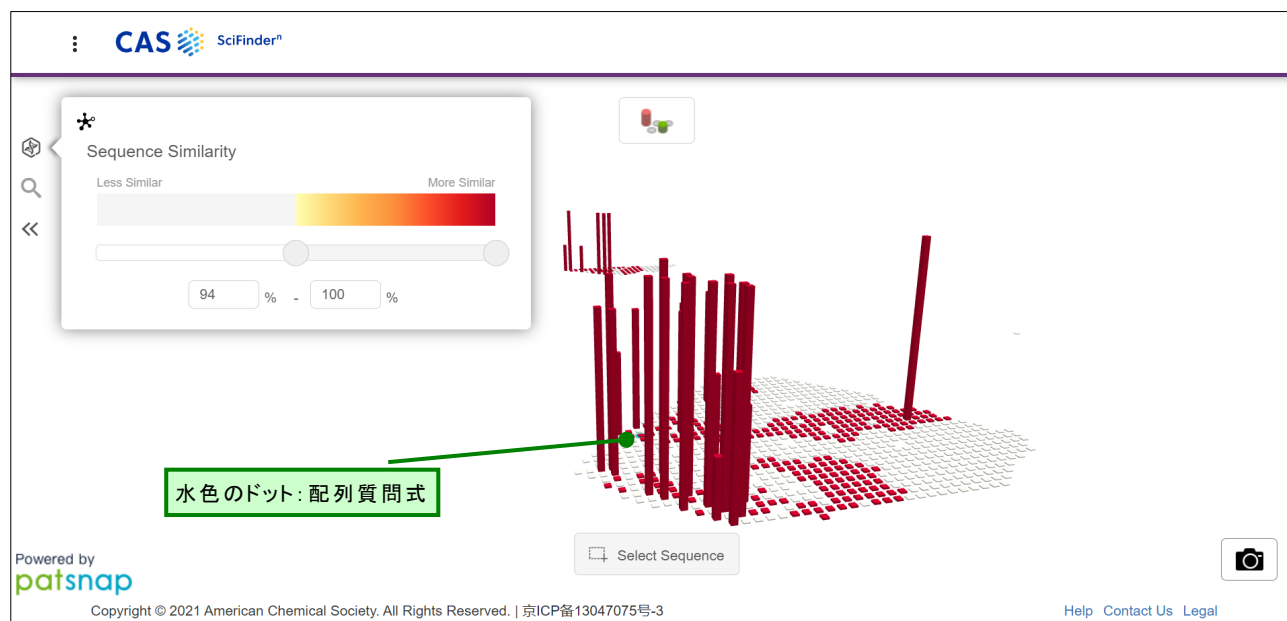 CAS SciFinderⁿ
Sequence Similarity
Less Similar More Similar
94 % - 100 %
水色のドット：配列質問式
Select Sequence
Powered by
patsnap
Copyright © 2021 American Chemical Society. All Rights Reserved. | 京ICP备13047075号-3
Help Contact Us Legal